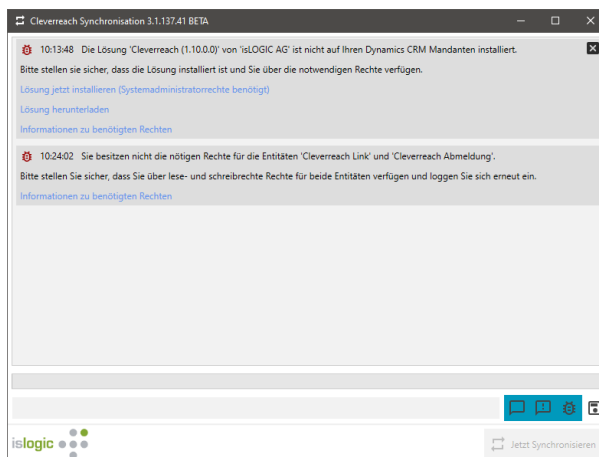 Cleverreach Synchronisation 3.1.137.41 BETA
10:13:48 Die Lösung 'Cleverreach (1.10.0.0)' von 'isLOGIC AG' ist nicht auf Ihren Dynamics CRM Mandanten installiert.
Bitte stellen sie sicher, dass die Lösung installiert ist und Sie über die notwendigen Rechte verfügen.
Lösung jetzt installieren (Systemadministratorrechte benötigt)
Lösung herunterladen
Informationen zu benötigten Rechten
10:24:02 Sie besitzen nicht die nötigen Rechte für die Entitäten 'Cleverreach Link' und 'Cleverreach Abmeldung'.
Bitte stellen Sie sicher, dass Sie über lese- und schreibrechte Rechte für beide Entitäten verfügen und loggen Sie sich erneut ein.
Informationen zu benötigten Rechten
islogic
Jetzt Synchronisieren